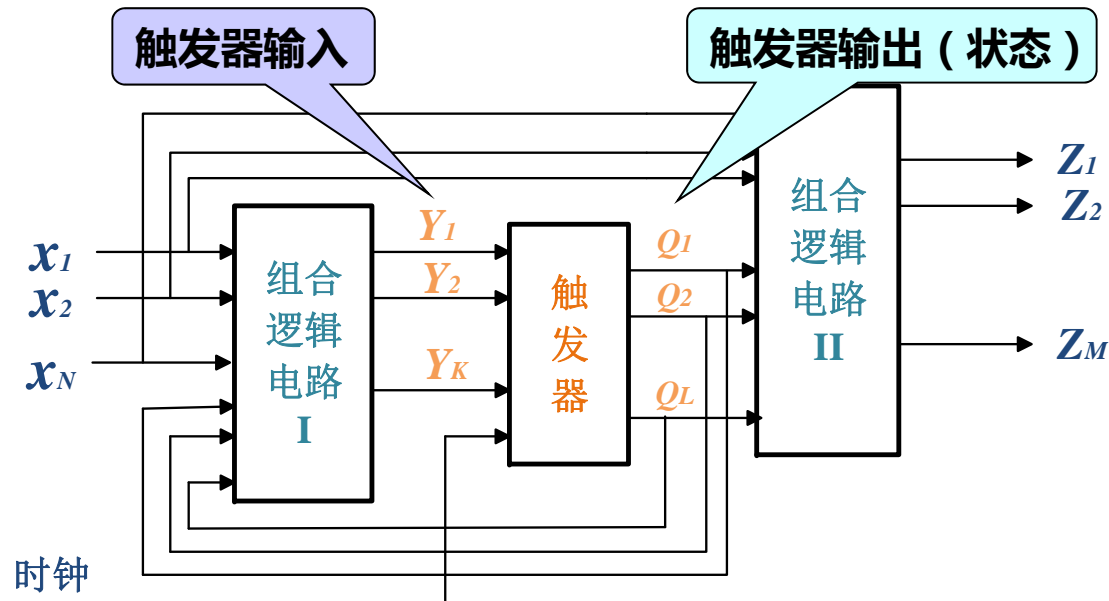 触发器输入
触发器输出（状态）
x1
x2
xN
时钟
组合
逻辑
电路
I
Y1
Y2
YK
触
发
器
Q1
Q2
QL
组合
逻辑
电路
II
Z1
Z2
ZM